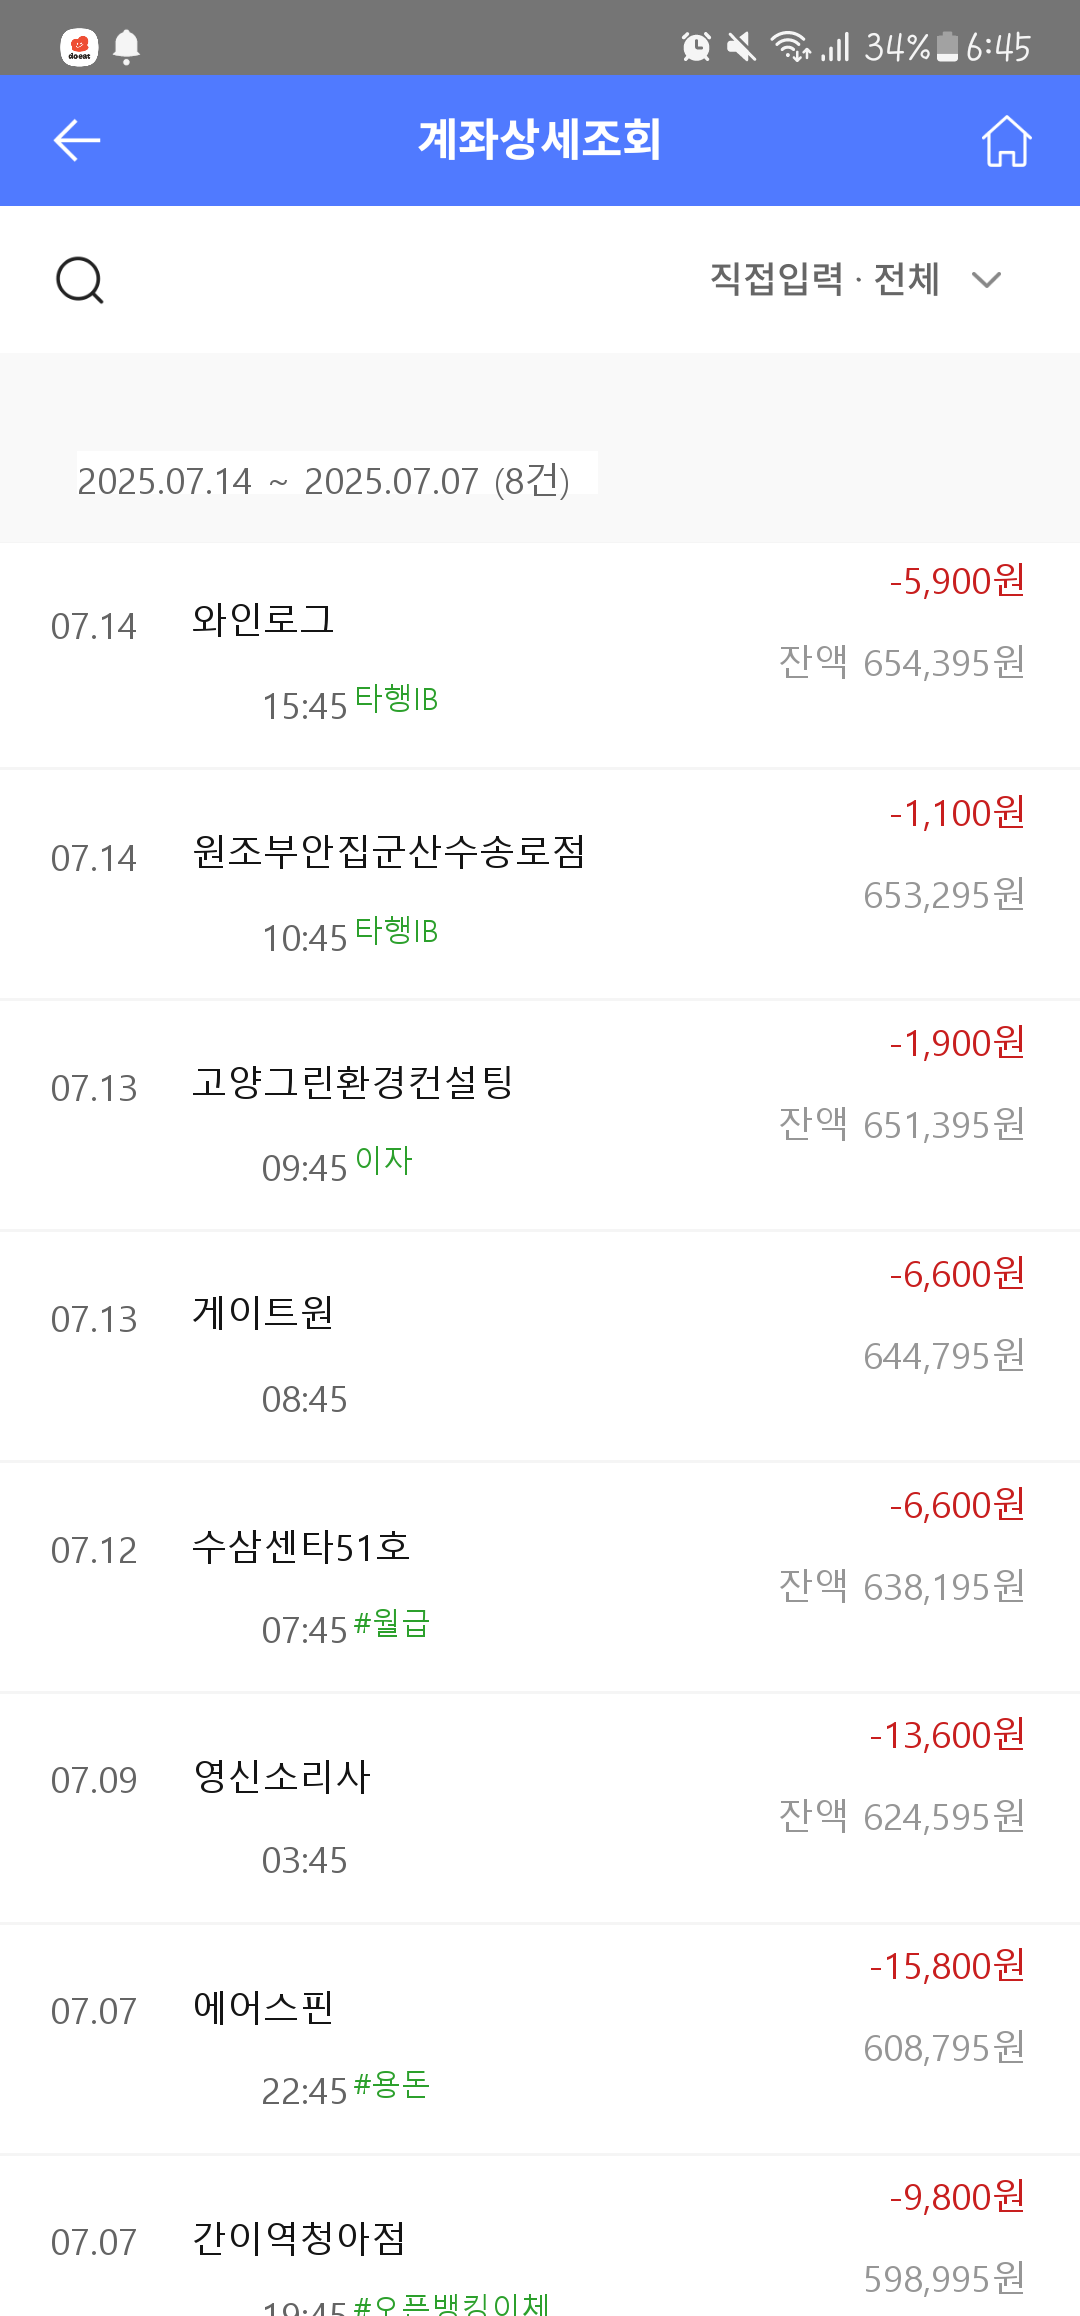 doeat
34% 6:45
계좌상세조회
직접입력 · 전체
2025.07.14 ~ 2025.07.07 (8건)
-5,900원
07.14 와인로그
잔액 654,395원
15:45 타행IB
-1,100원
07.14 원조부안집군산수송로점
653,295원
10:45 타행IB
-1,900원
07.13 고양그린환경컨설팅
잔액 651,395원
09:45 이자
-6,600원
07.13 게이트원
644,795원
08:45
-6,600원
07.12 수삼센타51호
잔액 638,195원
07:45 #월급
-13,600원
07.09 영신소리사
잔액 624,595원
03:45
-15,800원
07.07 에어스핀
608,795원
22:45 #용돈
-9,800원
07.07 간이역청아점
598,995원
19:45 #오픈뱅킹이체